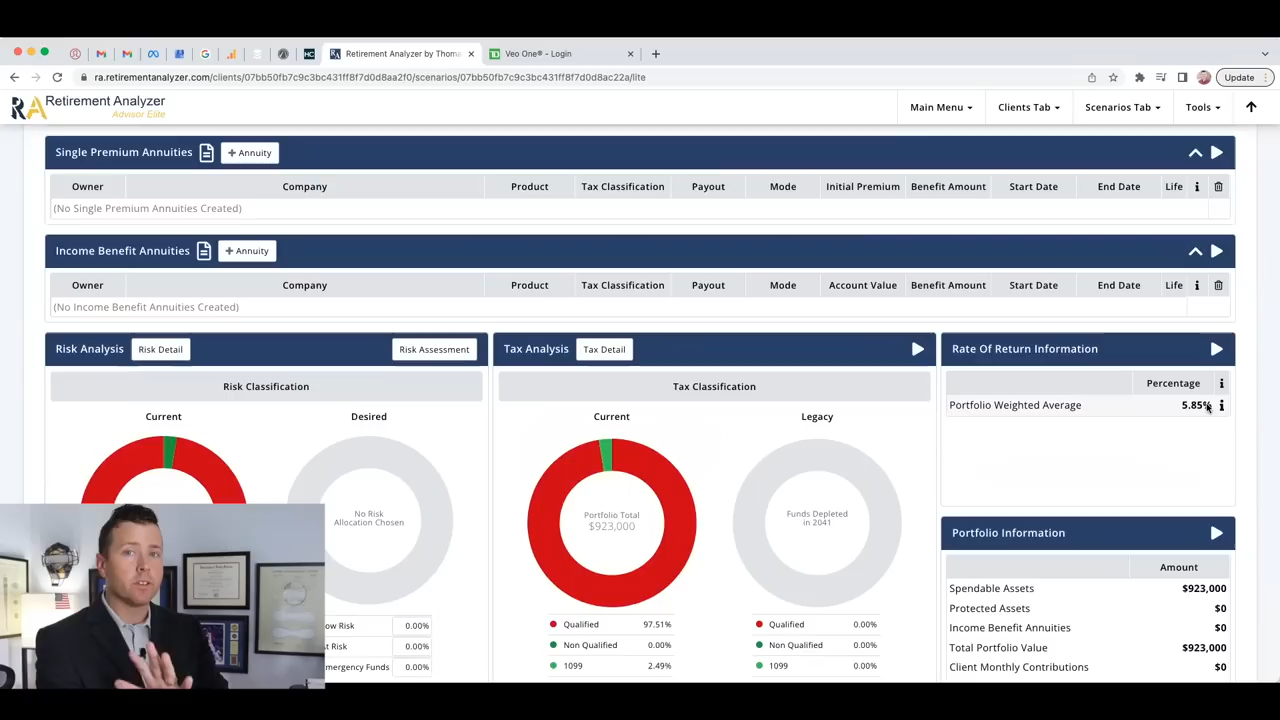 Retirement Analyzer by Thoma
Veo One® - Login
ra.retirementanalyzer.com/clients/07bb50fb7c9c3bc431ff8f7d0d8aa2f0/scenarios/07bb50fb7c9c3bc431ff8f7d0d8ac22a/lite
Update
RA Retirement Analyzer
Advisor Elite
Main Menu
Clients Tab
Scenarios Tab
Tools
Single Premium Annuities
+ Annuity
Owner Company Product Tax Classification Payout Mode Initial Premium Benefit Amount Start Date End Date Life
(No Single Premium Annuities Created)
Income Benefit Annuities
+ Annuity
Owner Company Product Tax Classification Payout Mode Account Value Benefit Amount Start Date End Date Life
(No Income Benefit Annuities Created)
Risk Analysis
Risk Detail
Risk Assessment
Risk Classification
Current
Desired
No Risk
Allocation Chosen
ow Risk 0.00%
t Risk 0.00%
mergency Funds 0.00%
Tax Analysis
Tax Detail
Tax Classification
Current
Legacy
Portfolio Total
$923,000
Funds Depleted
in 2041
Qualified 97.51%
Non Qualified 0.00%
1099 2.49%
Qualified 0.00%
Non Qualified 0.00%
1099 0.00%
Rate Of Return Information
Percentage
Portfolio Weighted Average 5.85%
Portfolio Information
Amount
Spendable Assets $923,000
Protected Assets $0
Income Benefit Annuities $0
Total Portfolio Value $923,000
Client Monthly Contributions $0